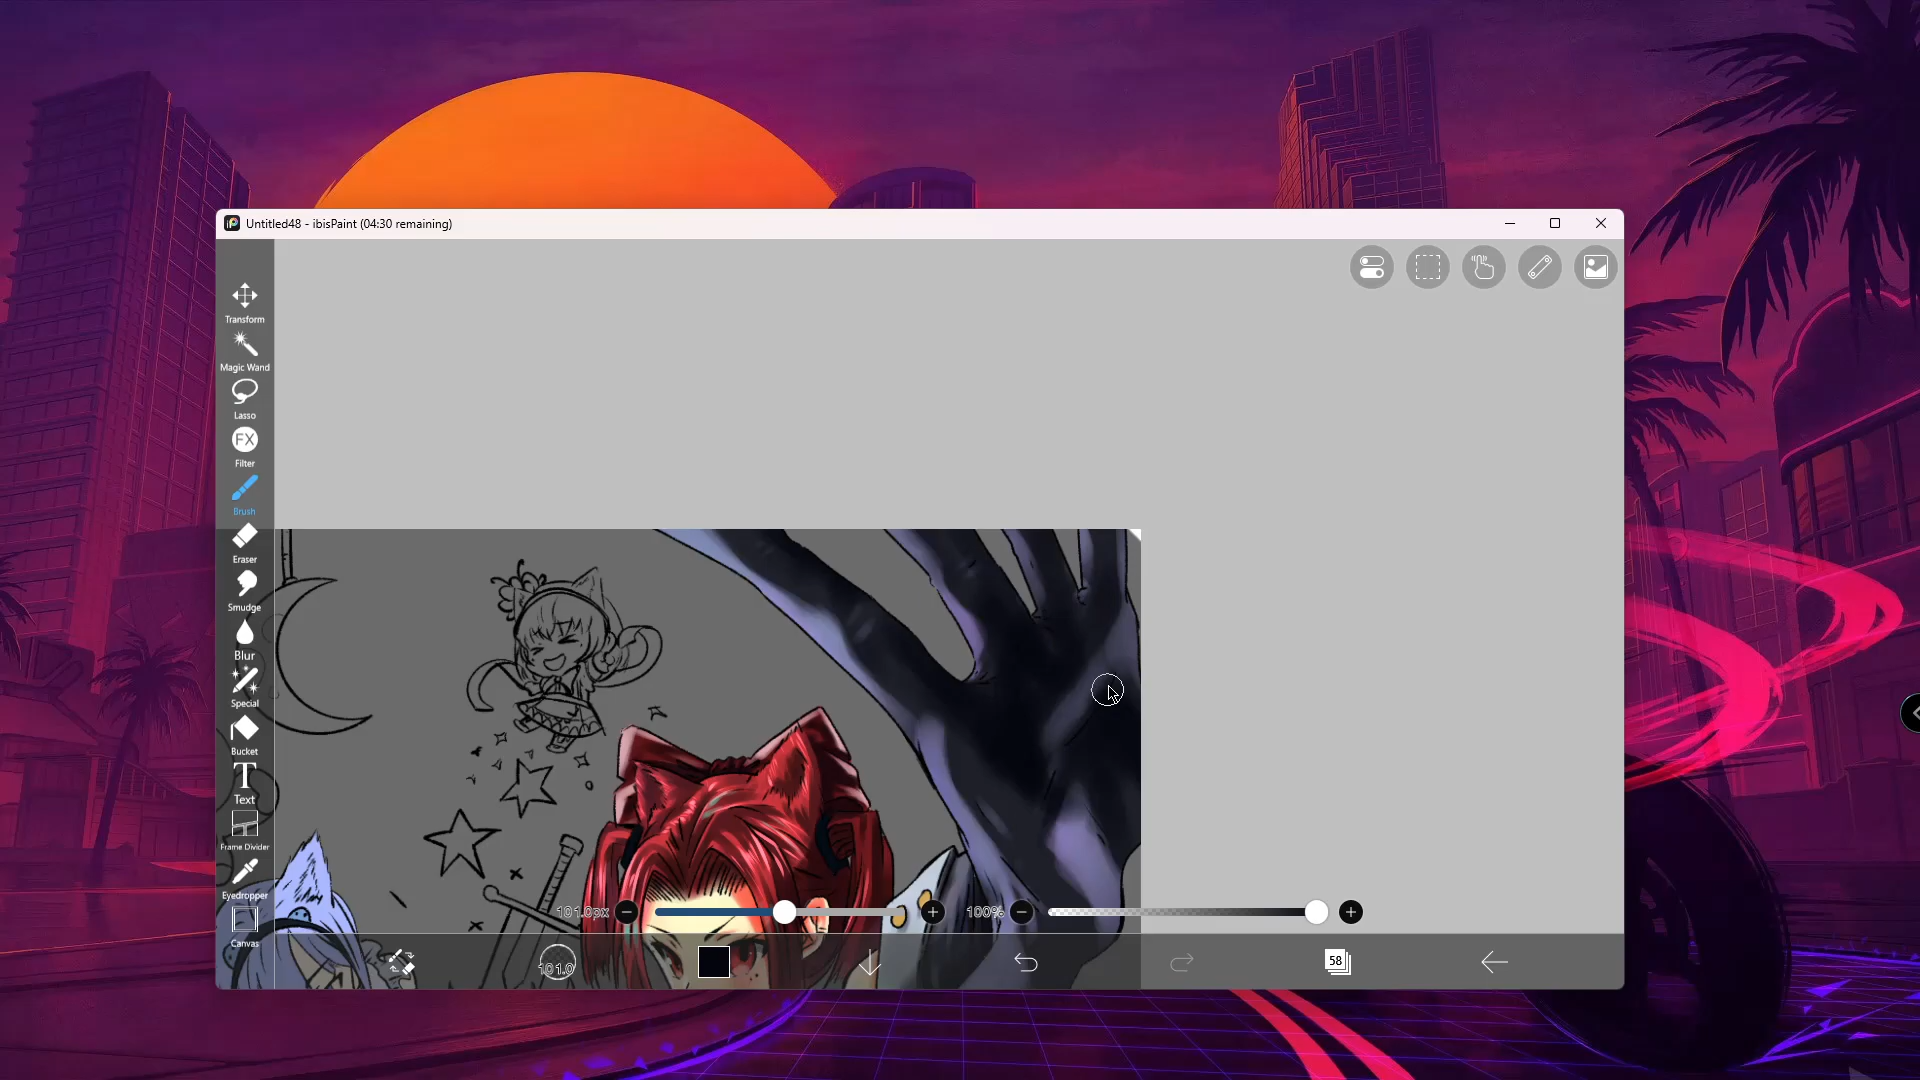 Untitled48 - ibisPaint (04:30 remaining)
Transform
Magic Wand
Lasso
FX
Filter
Brush
Eraser
Smudge
Blur
Special
Bucket
T
Text
Frame Divider
Eyedropper
Canvas
101.0px
100%
101.0
58